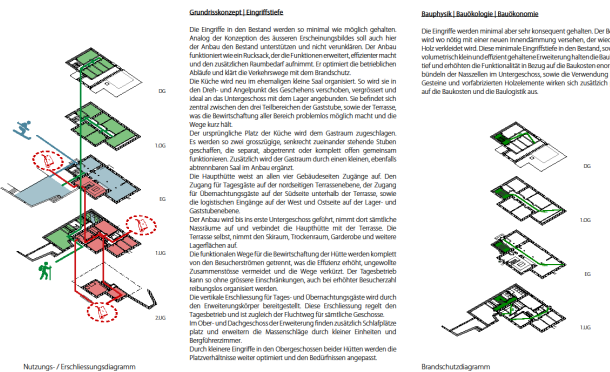 Grundrisskonzept | Eingriffstiefe
Die Eingriffe in den Bestand werden so minimal wie möglich gehalten.
Analog der Konzeption des äusseren Erscheinungsbildes soll auch hier
der Anbau den Bestand unterstützen und nicht verunklären. Der Anbau
funktioniert wie ein Rucksack, der die Funktionen erweitert, neu organisiert
und den zusätzlichen Raumbedarf aufnimmt. Er optimiert die betrieblichen
Abläufe und klärt die Verkehrswege mit dem Brandschutz.
Die Küche wird neu im ehemaligen kleine Saal organisiert. So wird sie in
den Dreh- und Angelpunkt des Geschehens verschoben, vergrössert und
ideal an das Untergeschoss mit dem Lager angebunden. Sie befindet sich
zentral zwischen den drei Teilbereichen der Gaststube, sowie der Terrasse,
was die Bewirtschaftung aller Bereich problemlos möglich macht und die
Wege kurz hält.
Der ursprüngliche Platz der Küche wird dem Gastraum zugeschlagen.
Es werden so zwei grosszügige, senkrecht zueinander stehende Stuben
geschaffen, die separat, abgetrennt oder komplett offen gemeinsam
funktionieren. Zusätzlich wird der Gastraum durch einen kleinen, ebenfalls
abtrennbaren Saal im Anbau ergänzt.
Die Haupthütte weist an allen vier Gebäudeseiten Zugänge auf. Den
Zugang für Tagesgäste auf der nordseitigen Terrassenebene, der Zugang
für Übernachtungsgäste auf der Südseite unterhalb der Terrasse, sowie
die logistischen Eingänge auf der West und Ostseite auf der Lager- und
Gaststubenebene.
Der Anbau wird bis ins erste Untergeschoss geführt, nimmt dort sämtliche
Nassräume auf und verbindet die Haupthütte mit der Terrasse. Die
Terrasse selbst, nimmt den Skiraum, Trockenraum, Garderobe und weitere
Lagerflächen auf.
Die funktionalen Wege für die Bewirtschaftung der Hütte werden komplett
von den Besucherströmen getrennt, was die Effizienz erhöht, ungewollte
Zusammenstösse vermeidet und die Wege verkürzt. Der Tagesbetrieb
kann so ohne grössere Einschränkungen, auch bei erhöhter Besucherzahl
reibungslos organisiert werden.
Die vertikale Erschliessung für Tages- und Übernachtungsgäste wird durch
den Erweiterungskörper bereitgestellt. Diese Erschliessung regelt den
Tagesbetrieb und ist zugleich der Fluchtweg für sämtliche Geschosse.
Im Ober- und Dachgeschoss der Erweiterung finden zusätzlich Schlafplätze
platz und erweitern die Massenschläge durch kleiner Einheiten und
Bergführerzimmer.
Durch kleinere Eingriffe in den Obergeschossen beider Hütten werden die
Platzverhältnisse weiter optimiert und den Bedürfnissen angepasst.
Bauphysik | Bauökologie | Bauökonomie
Die Eingriffe werden minimal aber sehr konsequent gehalten. Der
wird wo nötig mit einer neuen Innendämmung versehen, der
Holz verkleidet wird. Diese minimale Eingriffstiefe in den Bestand,
volumetrisch klein und effizient gehaltene Erweiterung halten die
tief und erhöhten die Funktionalität in Bezug auf die Baukosten
bündeln der Nasszellen im Untergeschoss, sowie die Verwendung
Gesteine und vorfabrizierten Holzelemente wirken sich zusätzlich
auf die Baukosten und die Baulogistik aus.
DG
1.OG
EG
1.UG
2.UG
Nutzungs- / Erschliessungsdiagramm
DG
1.OG
EG
1.UG
Brandschutzdiagramm